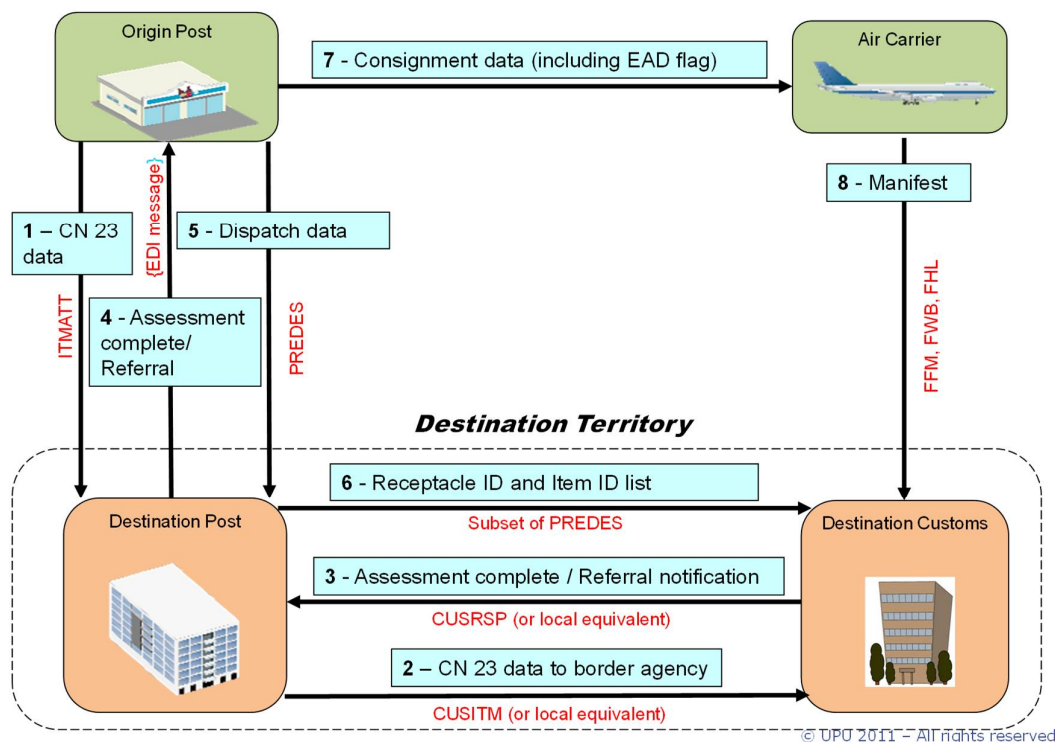 Origin Post
Air Carrier
7 - Consignment data (including EAD flag)
8 - Manifest
1 – CN 23
data
{EDI message}
5 - Dispatch data
4 - Assessment
complete/
Referral
ITMATT
PREDES
FFM, FWB, FHL
Destination Territory
6 - Receptacle ID and Item ID list
Subset of PREDES
Destination Post
Destination Customs
3 - Assessment complete / Referral notification
CUSRSP (or local equivalent)
2 – CN 23 data to border agency
CUSITM (or local equivalent)
© UPU 2011 – All rights reserved